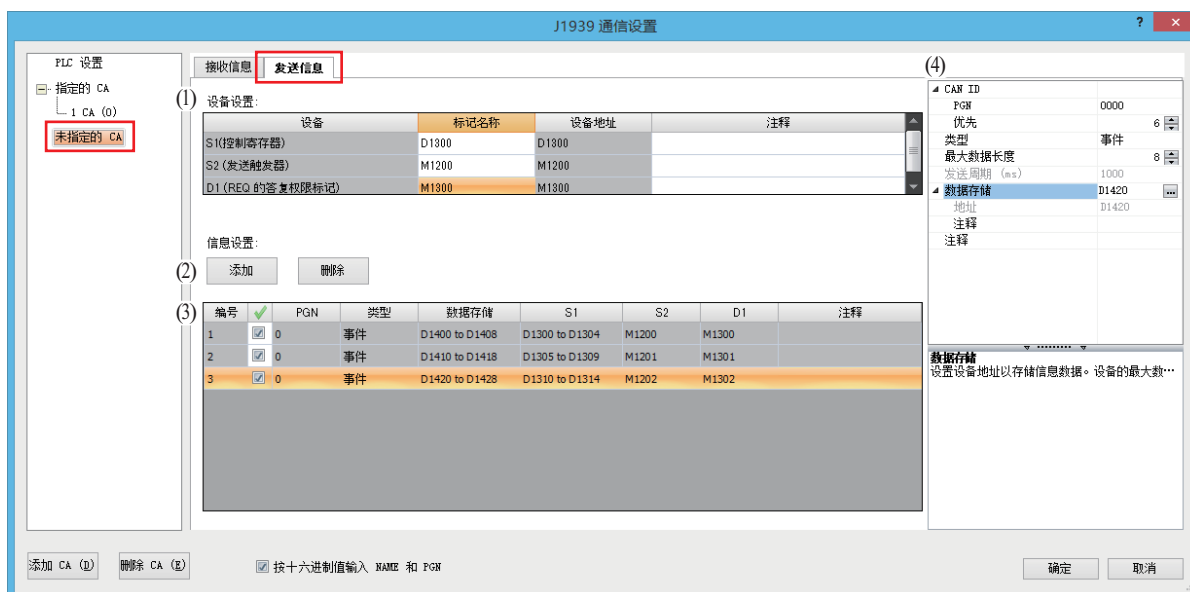 J1939 通信设置
? ×
PLC 设置
指定的 CA
1 CA (0)
未指定的 CA
接收信息 发送信息
(1) 设备设置:
设备 标记名称 设备地址 注释
S1(控制寄存器) D1300 D1300
S2 (发送触发器) M1200 M1200
D1 (REQ 的答复权限标记) M1300 M1300
信息设置:
(2) 添加 删除
(3) 编号 PGN 类型 数据存储 S1 S2 D1 注释
1 0 事件 D1400 to D1408 D1300 to D1304 M1200 M1300
2 0 事件 D1410 to D1418 D1305 to D1309 M1201 M1301
3 0 事件 D1420 to D1428 D1310 to D1314 M1202 M1302
(4)
CAN ID
PGN 0000
优先 6
类型 事件
最大数据长度 8
发送周期 (ms) 1000
数据存储 D1420 ...
地址 D1420
注释
注释
数据存储
设置设备地址以存储信息数据。设备的最大数…
添加 CA (D) 删除 CA (E) 按十六进制值输入 NAME 和 PGN 确定 取消